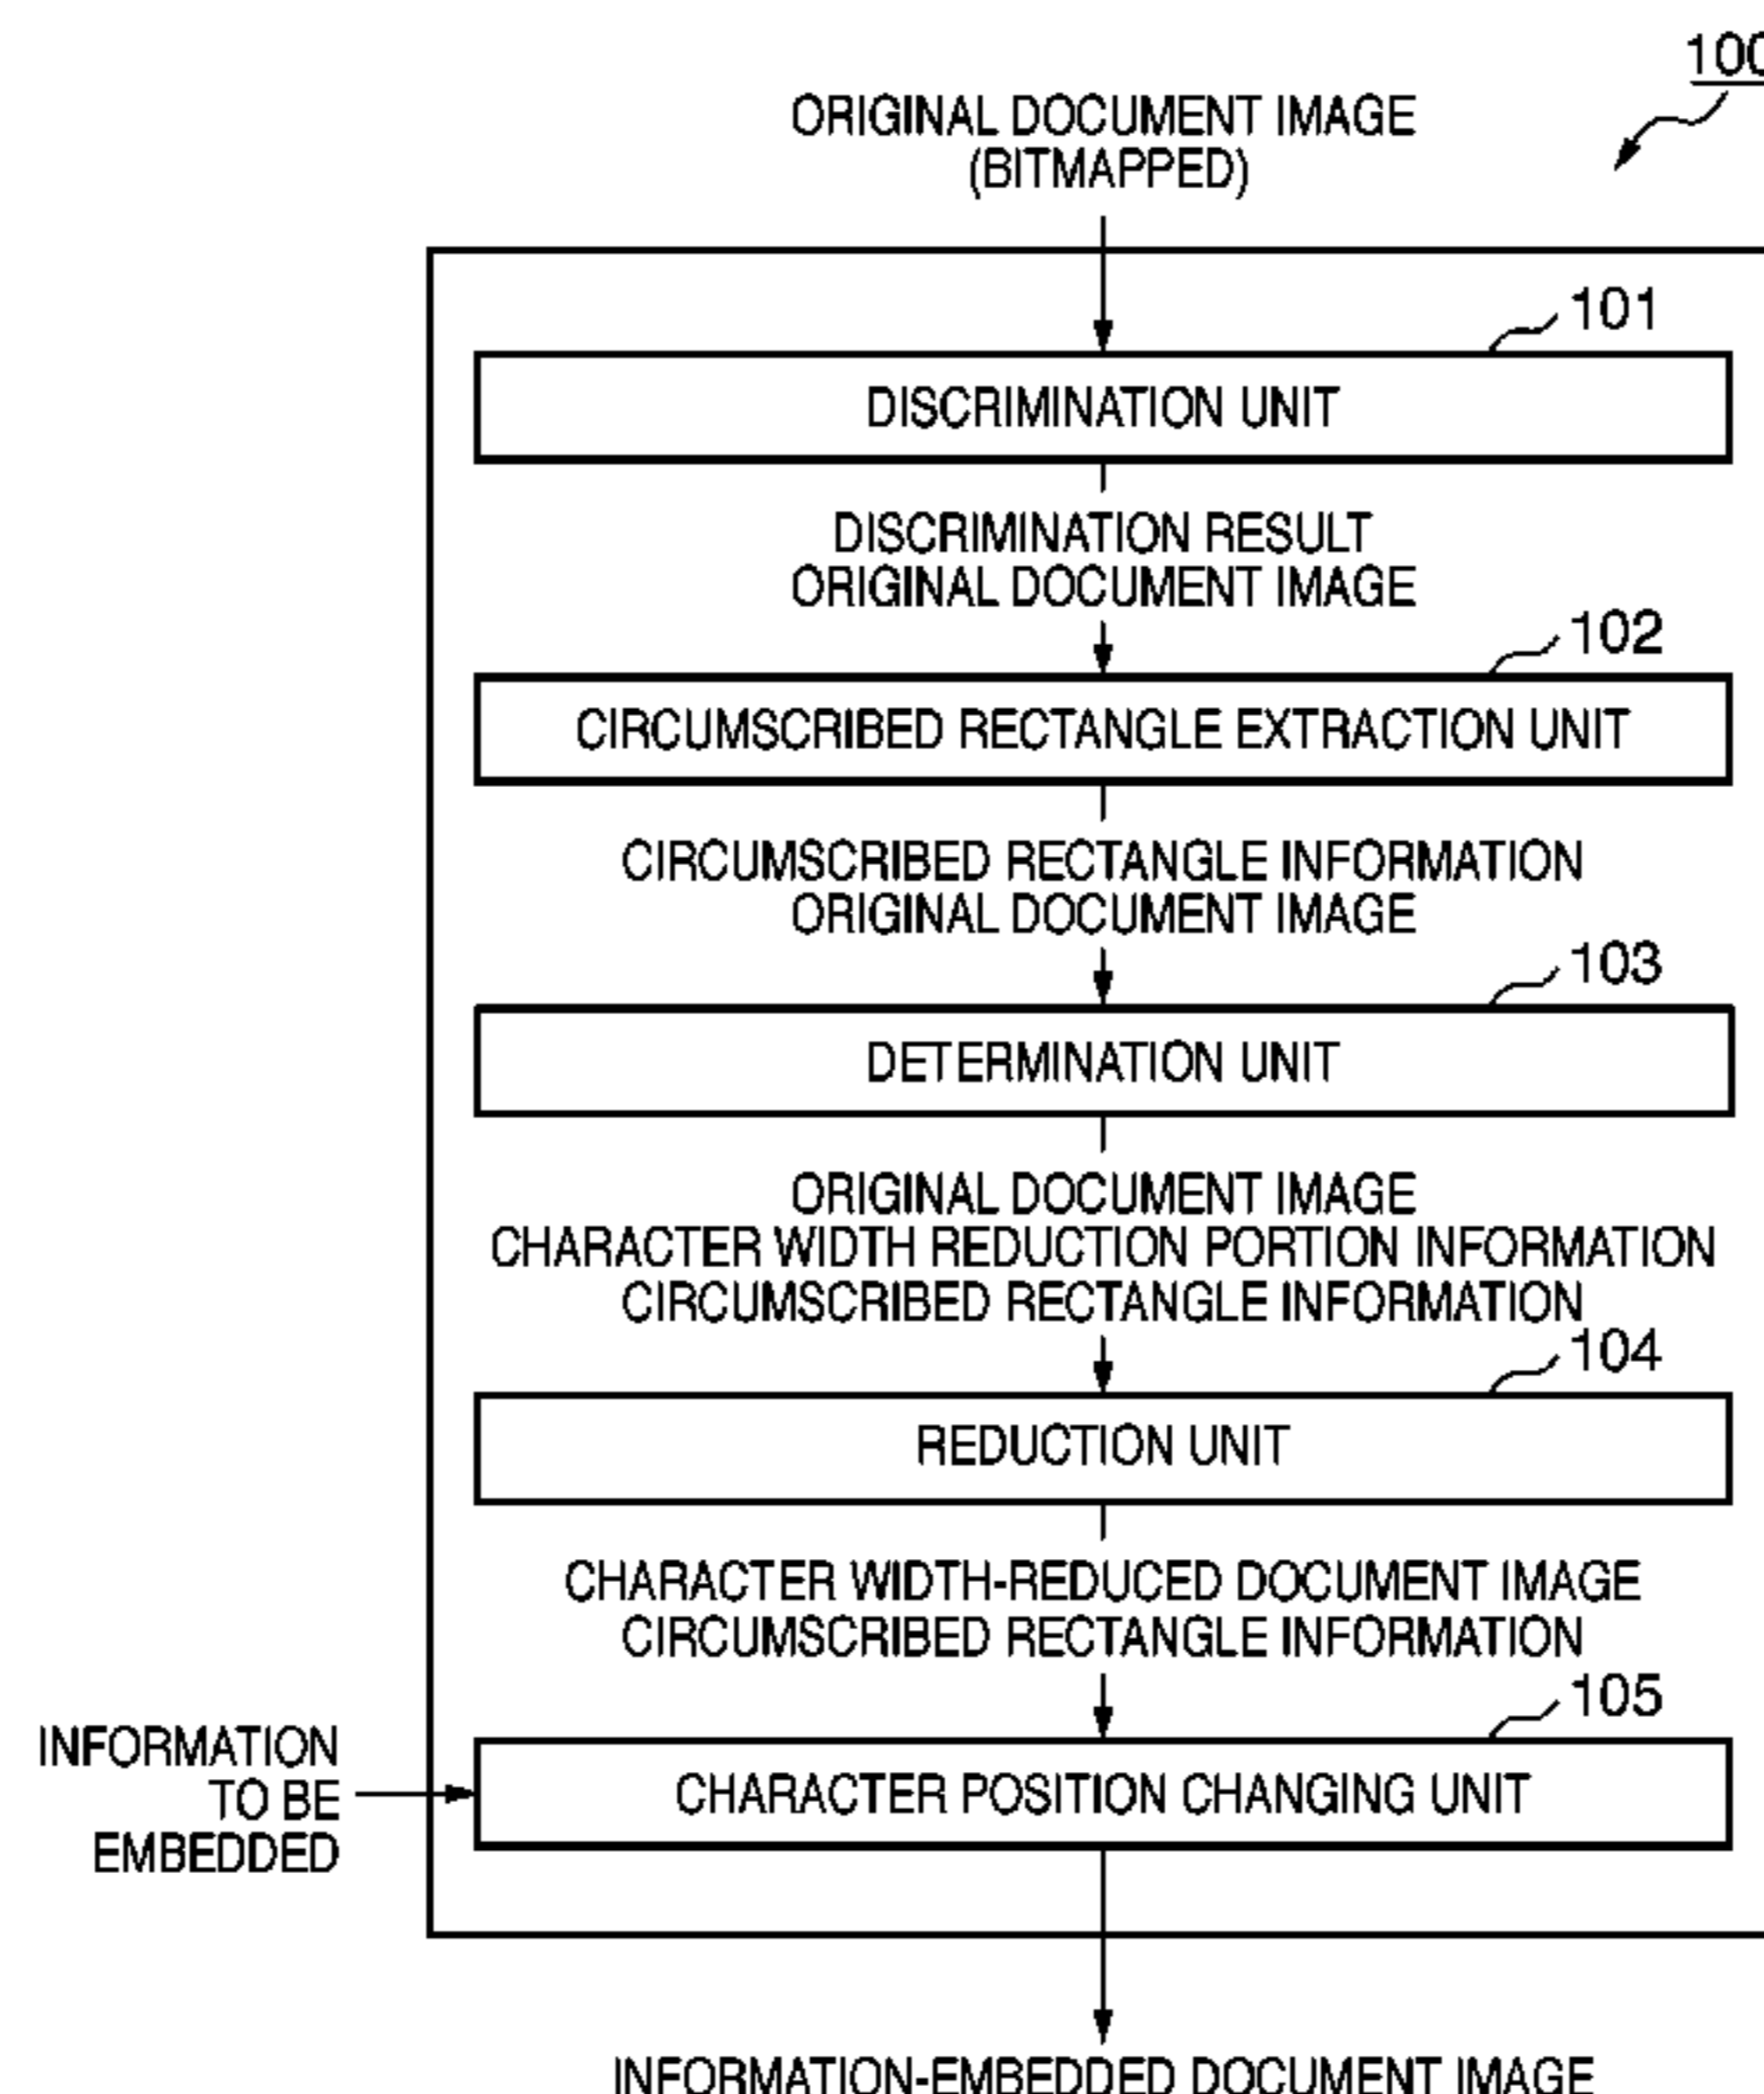 100
ORIGINAL DOCUMENT IMAGE
(BITMAPPED)
101
DISCRIMINATION UNIT
DISCRIMINATION RESULT
ORIGINAL DOCUMENT IMAGE
102
CIRCUMSCRIBED RECTANGLE EXTRACTION UNIT
CIRCUMSCRIBED RECTANGLE INFORMATION
ORIGINAL DOCUMENT IMAGE
103
DETERMINATION UNIT
ORIGINAL DOCUMENT IMAGE
CHARACTER WIDTH REDUCTION PORTION INFORMATION
CIRCUMSCRIBED RECTANGLE INFORMATION
104
REDUCTION UNIT
CHARACTER WIDTH-REDUCED DOCUMENT IMAGE
CIRCUMSCRIBED RECTANGLE INFORMATION
105
INFORMATION
TO BE
EMBEDDED
CHARACTER POSITION CHANGING UNIT
INFORMATION-EMBEDDED DOCUMENT IMAGE